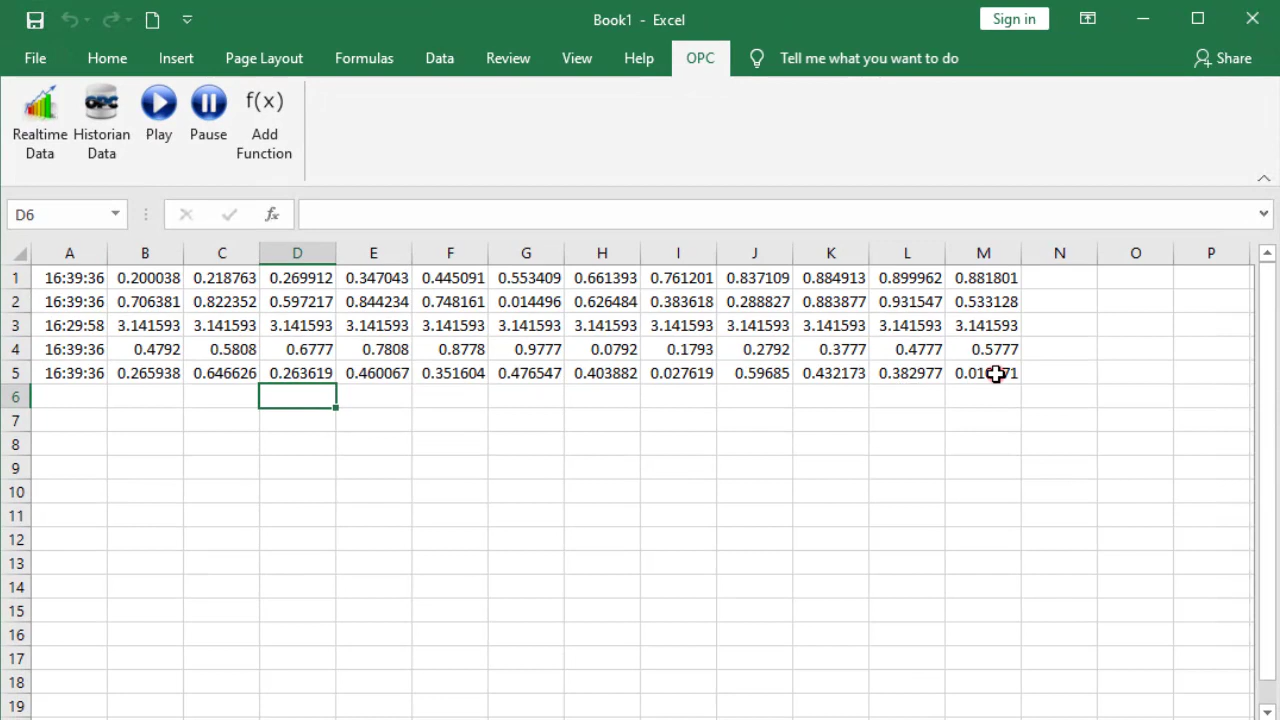 Book1 - Excel
Sign in
File Home Insert Page Layout Formulas Data Review View Help OPC Tell me what you want to do Share
Realtime Data
Historian Data
Play
Pause
f(x)
Add Function
D6
fx
A B C D E F G H I J K L M N O P
1 16:39:36 0.200038 0.218763 0.269912 0.347043 0.445091 0.553409 0.661393 0.761201 0.837109 0.884913 0.899962 0.881801
2 16:39:36 0.706381 0.822352 0.597217 0.844234 0.748161 0.014496 0.626484 0.383618 0.288827 0.883877 0.931547 0.533128
3 16:29:58 3.141593 3.141593 3.141593 3.141593 3.141593 3.141593 3.141593 3.141593 3.141593 3.141593 3.141593 3.141593
4 16:39:36 0.4792 0.5808 0.6777 0.7808 0.8778 0.9777 0.0792 0.1793 0.2792 0.3777 0.4777 0.5777
5 16:39:36 0.265938 0.646626 0.263619 0.460067 0.351604 0.476547 0.403882 0.027619 0.59685 0.432173 0.382977
6
7
8
9
10
11
12
13
14
15
16
17
18
19